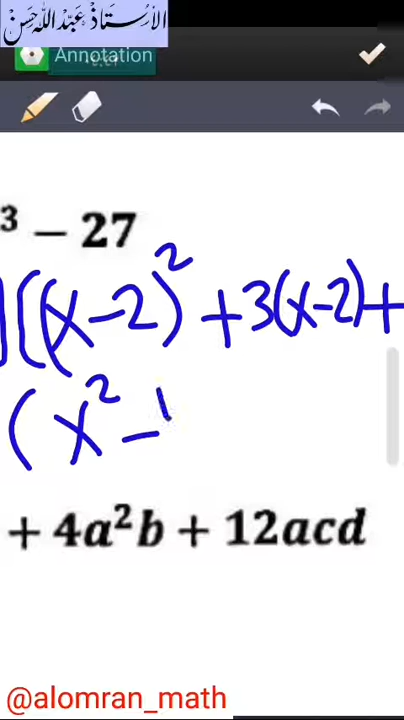 الأستاذ عبدالله حسن
Annotation
³ − 27
][(x−2)² + 3(x−2) +
(x² −
+ 4a²b + 12acd
@alomran_math